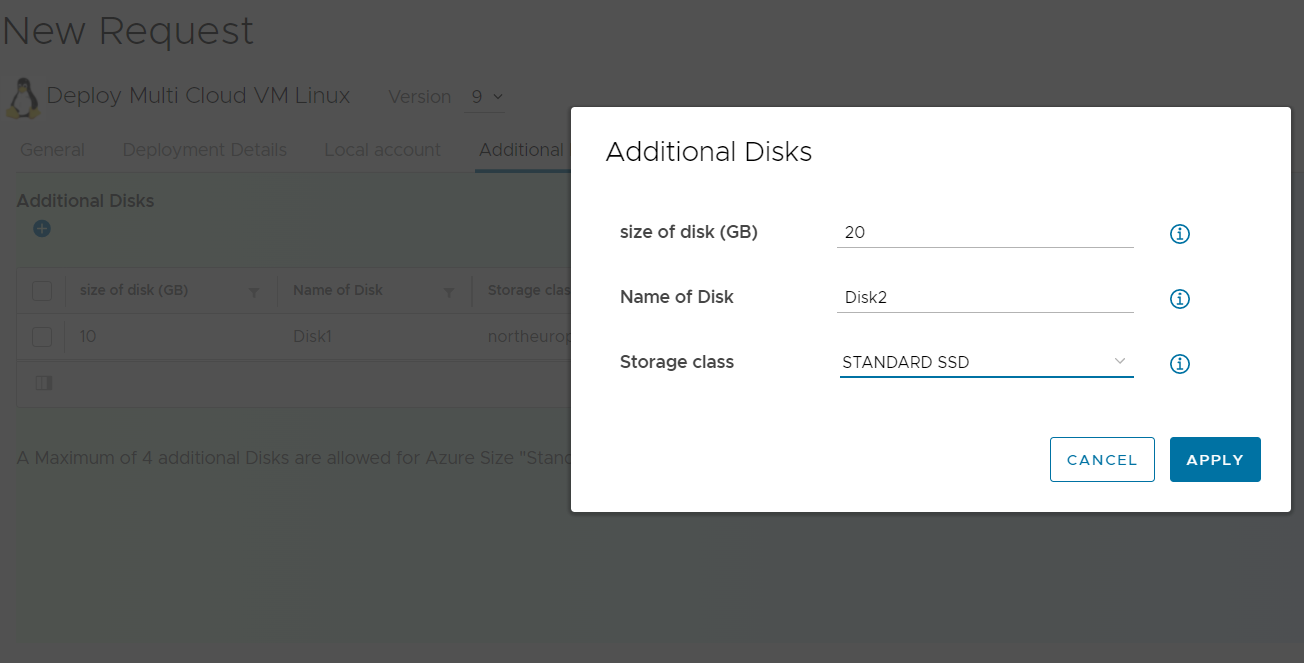 New Request
Deploy Multi Cloud VM Linux Version 9
General Deployment Details Local account Additional
Additional Disks
size of disk (GB) Name of Disk Storage clas
10 Disk1 northeurop
A Maximum of 4 additional Disks are allowed for Azure Size "Stand
Additional Disks
size of disk (GB) 20
Name of Disk Disk2
Storage class STANDARD SSD
CANCEL APPLY